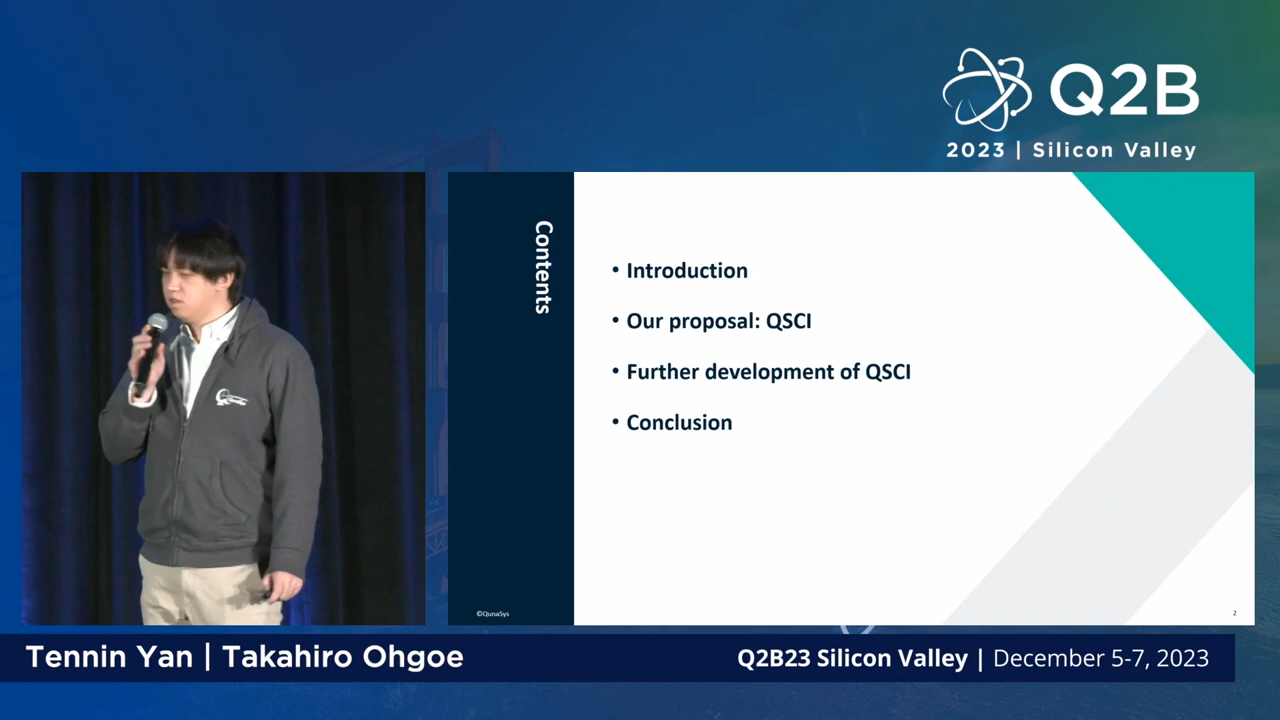 Q2B
2023 | Silicon Valley
Contents
• Introduction
• Our proposal: QSCI
• Further development of QSCI
• Conclusion
©QunaSys
2
Tennin Yan | Takahiro Ohgoe
Q2B23 Silicon Valley | December 5-7, 2023